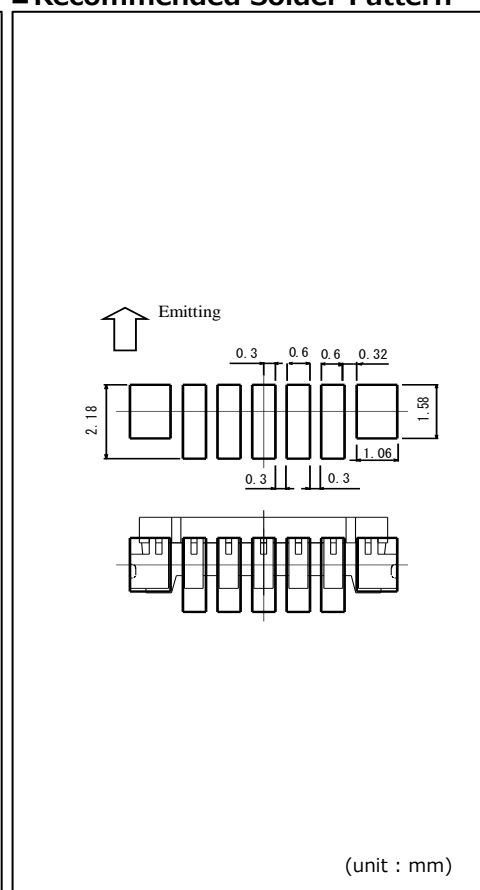 ■Recommended Solder Pattern
Emitting
0.3 0.6 0.6 0.32
2.18
1.58
1.06
0.3 0.3
(unit : mm)